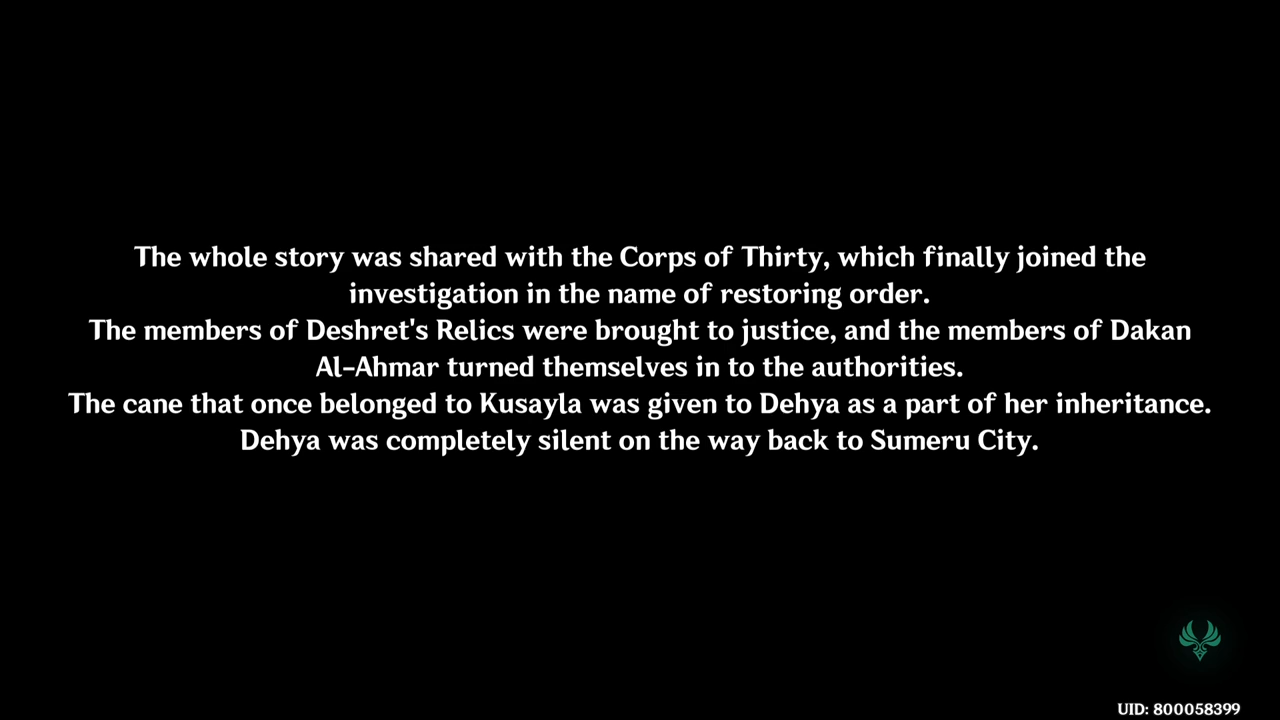 The whole story was shared with the Corps of Thirty, which finally joined the
investigation in the name of restoring order.
The members of Deshret's Relics were brought to justice, and the members of Dakan
Al-Ahmar turned themselves in to the authorities.
The cane that once belonged to Kusayla was given to Dehya as a part of her inheritance.
Dehya was completely silent on the way back to Sumeru City.
UID: 800058399